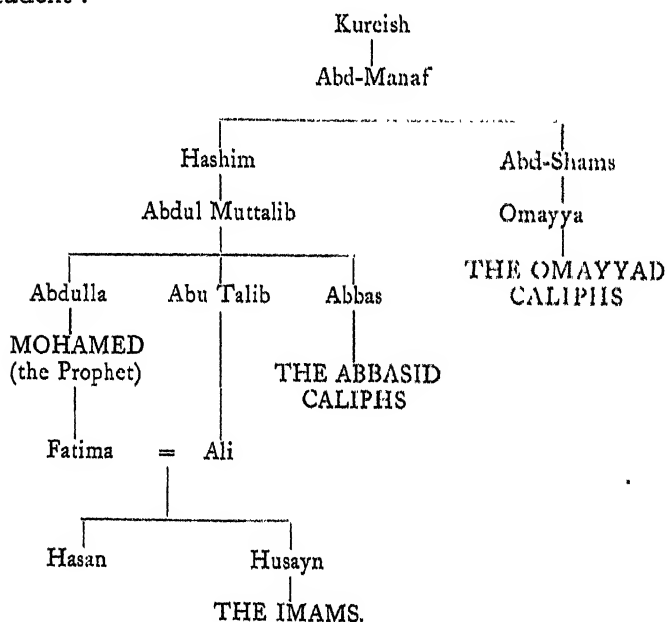 Kureish
Abd-Manaf
Hashim Abd-Shams
Abdul Muttalib Omayya
THE OMAYYAD
CALIPHS
Abdulla Abu Talib Abbas
MOHAMED
(the Prophet)
THE ABBASID
CALIPHS
Fatima = Ali
Hasan Husayn
THE IMAMS.